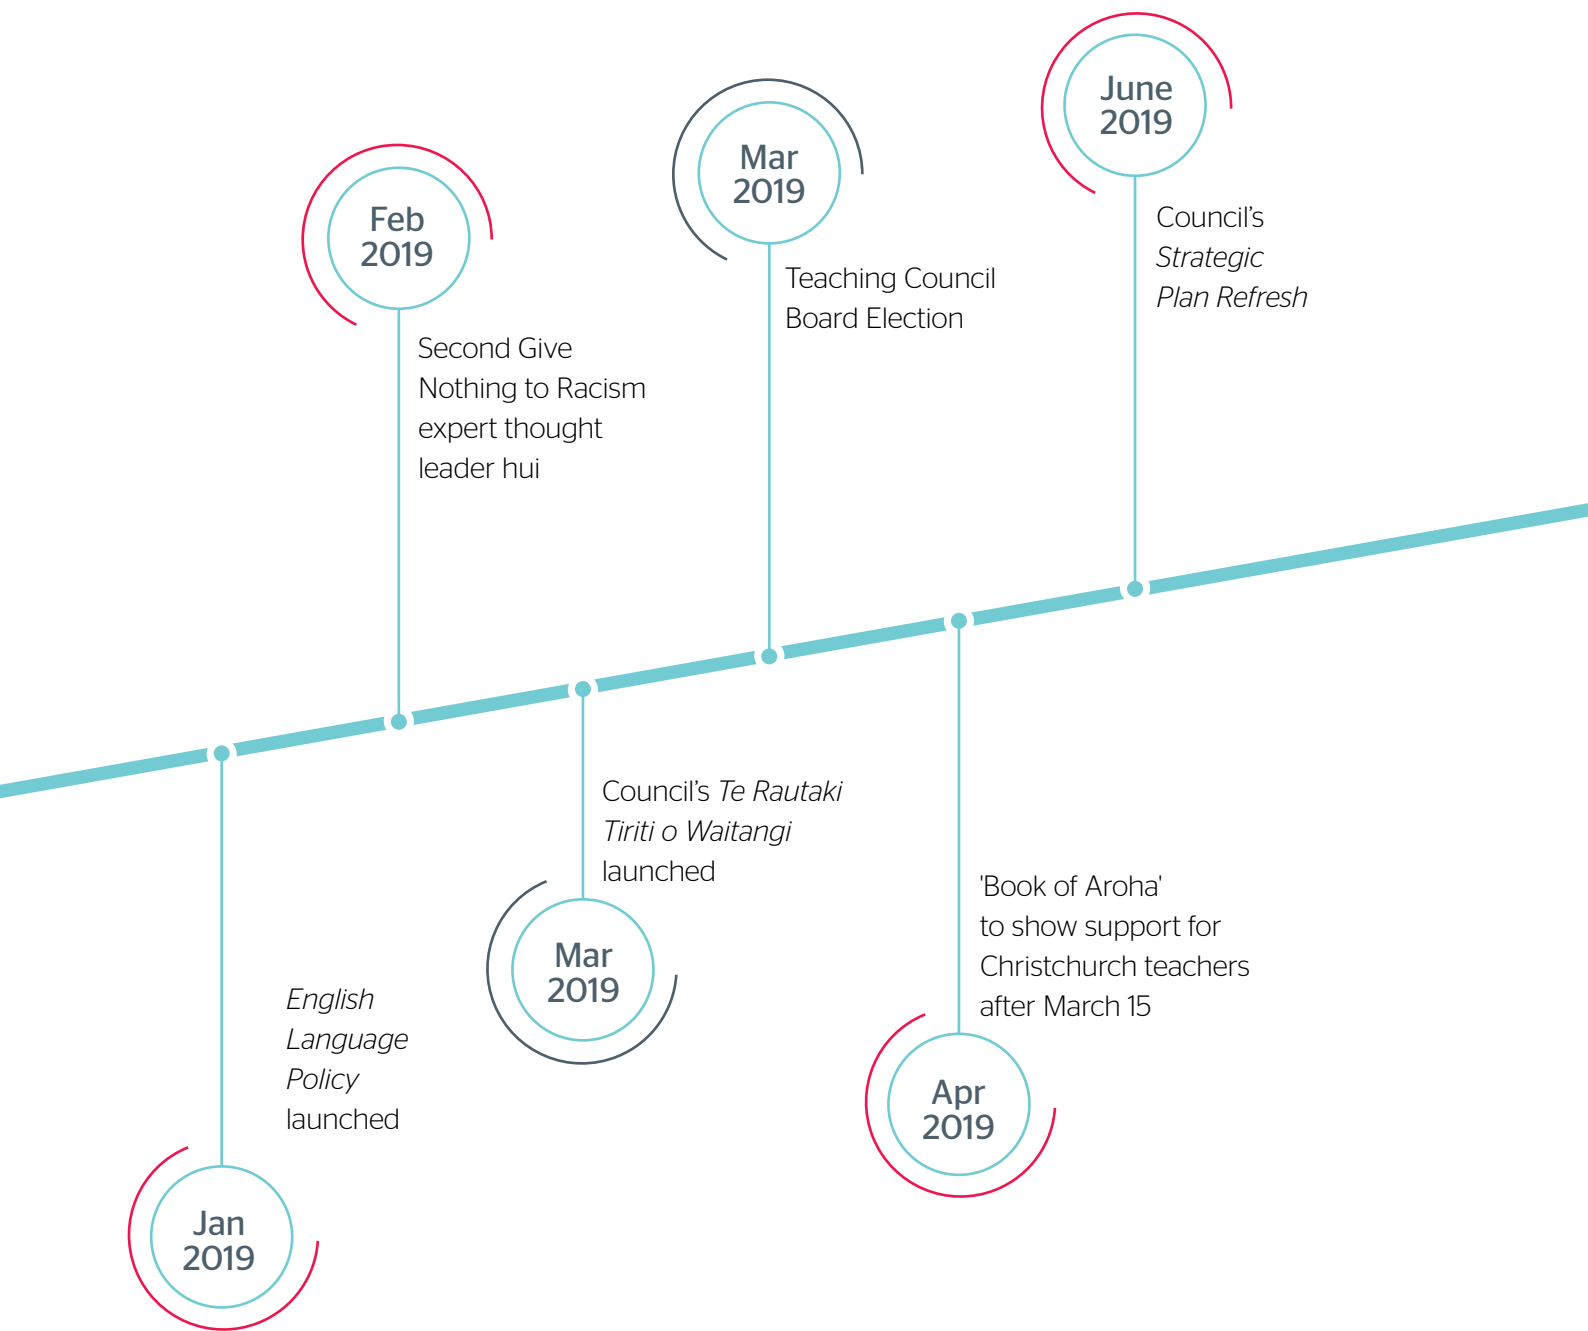 June
2019
Council’s
Strategic
Plan Refresh
Mar
2019
Teaching Council
Board Election
Feb
2019
Second Give
Nothing to Racism
expert thought
leader hui
Council’s Te Rautaki
Tiriti o Waitangi
launched
Mar
2019
'Book of Aroha'
to show support for
Christchurch teachers
after March 15
Apr
2019
English
Language
Policy
launched
Jan
2019